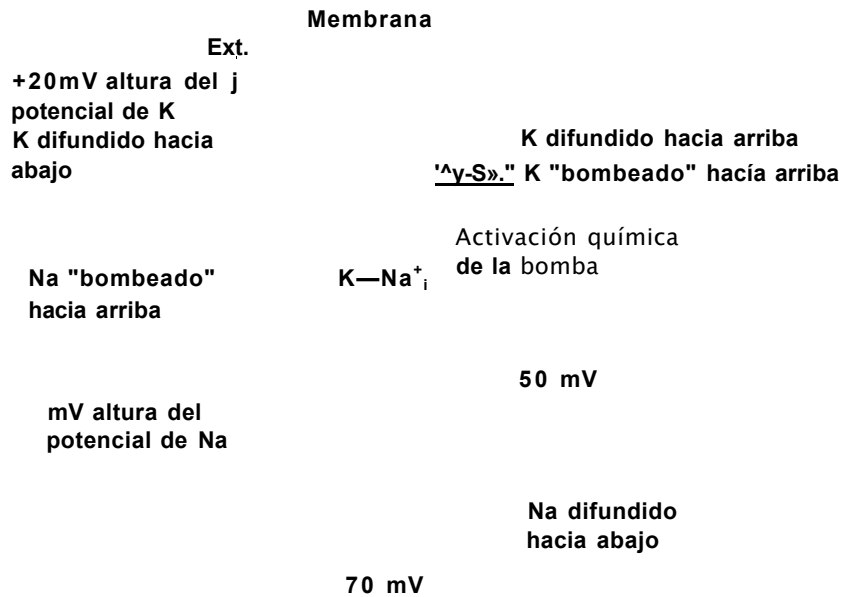 Membrana
Ext.
+20mV altura del j
potencial de K
K difundido hacia
abajo
K difundido hacia arriba
'^y-S»." K "bombeado" hacía arriba
Activación química
de la bomba
Na "bombeado"
hacia arriba
K—Na⁺ᵢ
50 mV
mV altura del
potencial de Na
Na difundido
hacia abajo
70 mV